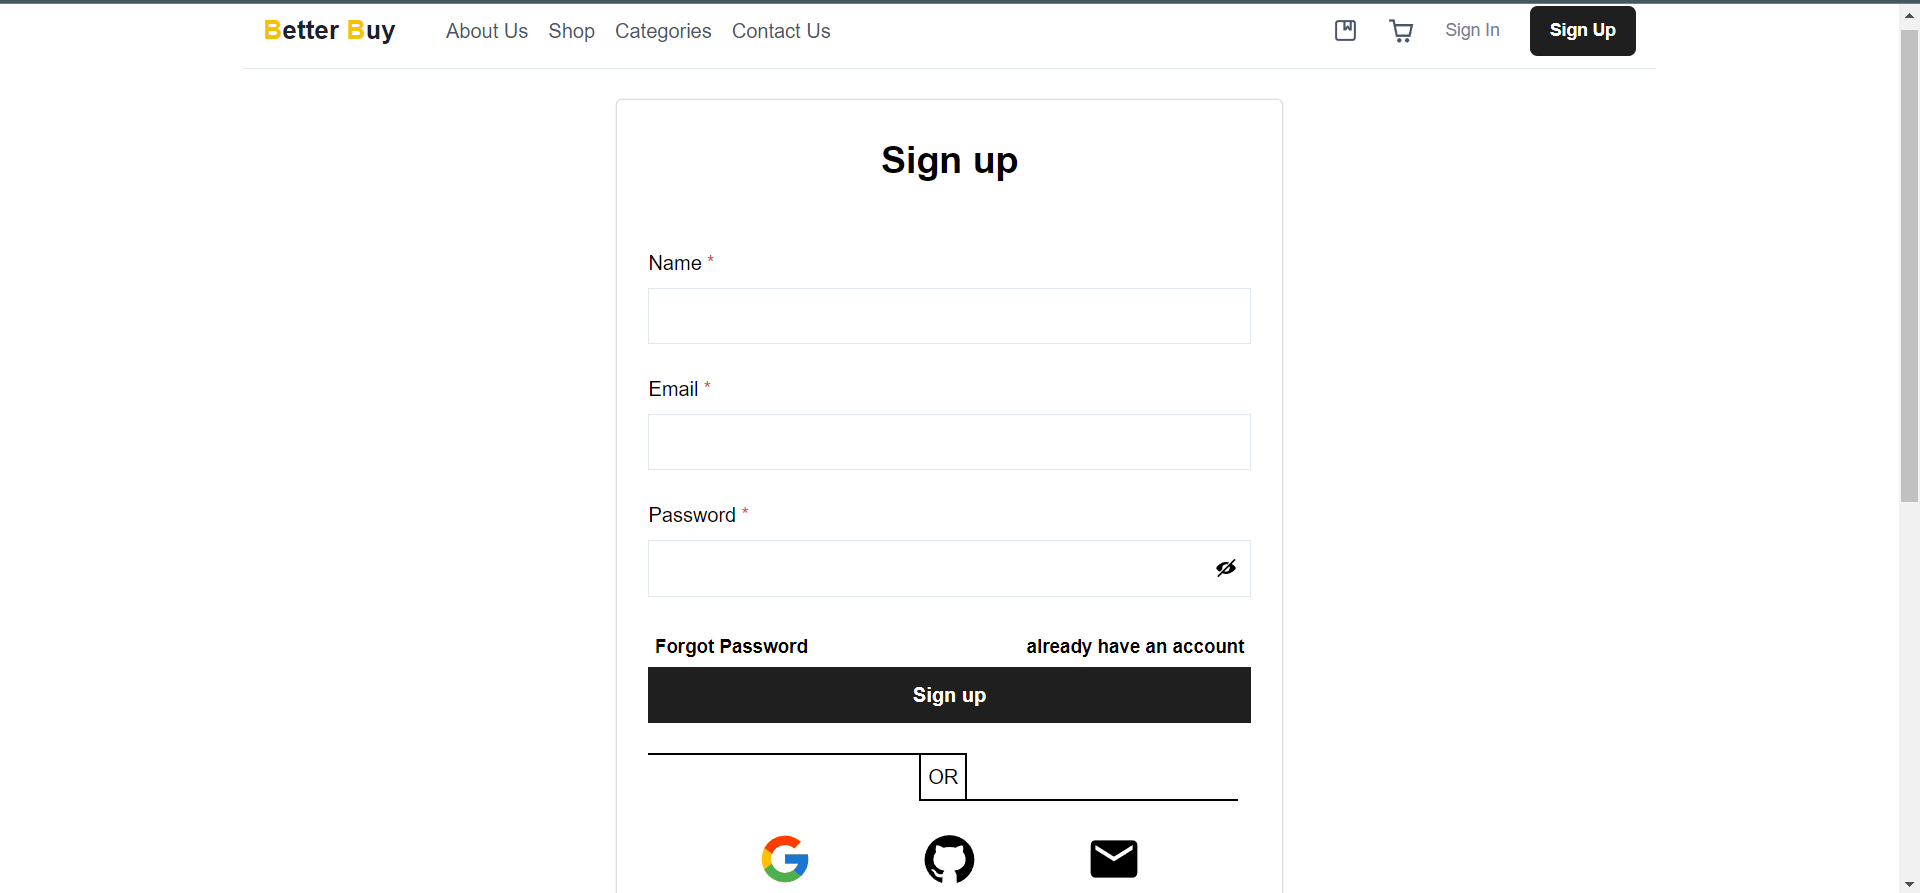 Better Buy About Us Shop Categories Contact Us Sign In Sign Up
Sign up
Name *
Email *
Password *
Forgot Password already have an account
Sign up
OR